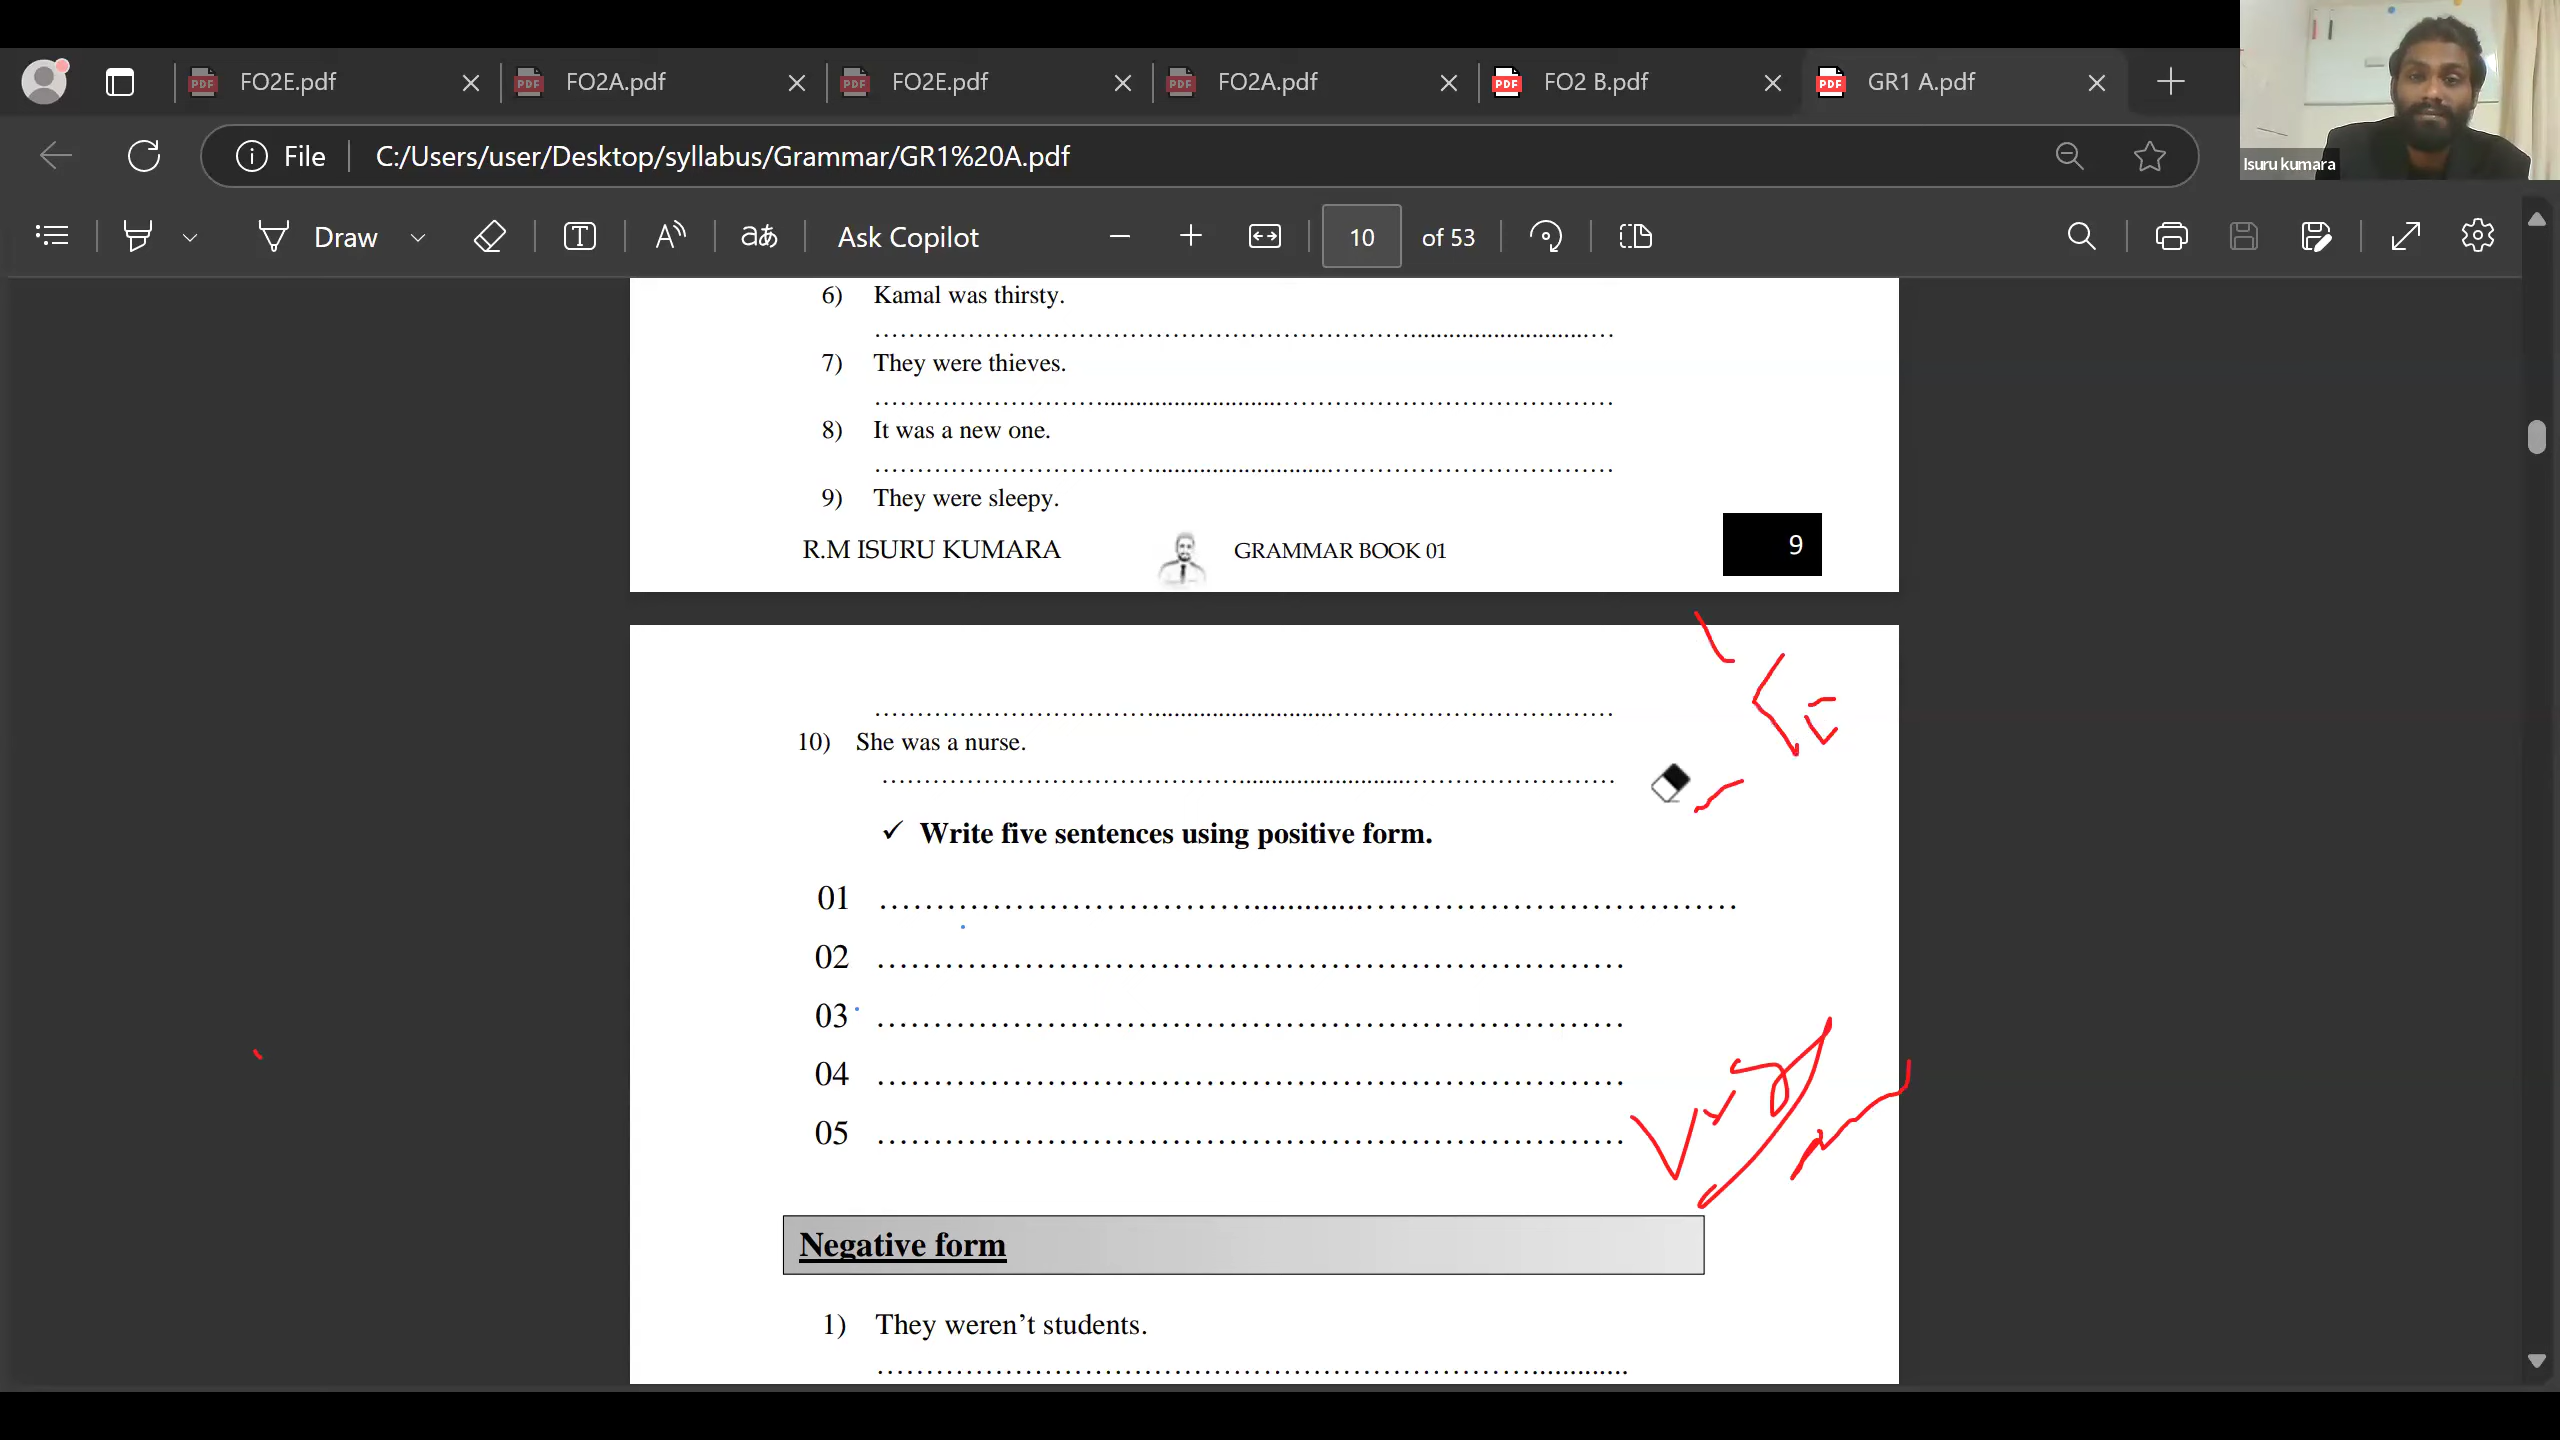 FO2E.pdf FO2A.pdf FO2E.pdf FO2A.pdf FO2 B.pdf GR1 A.pdf
File C:/Users/user/Desktop/syllabus/Grammar/GR1%20A.pdf
Isuru kumara
Draw Ask Copilot 10 of 53
6) Kamal was thirsty.
7) They were thieves.
8) It was a new one.
9) They were sleepy.
R.M ISURU KUMARA GRAMMAR BOOK 01 9
10) She was a nurse.
✓ Write five sentences using positive form.
01
02
03
04
05
Negative form
1) They weren’t students.